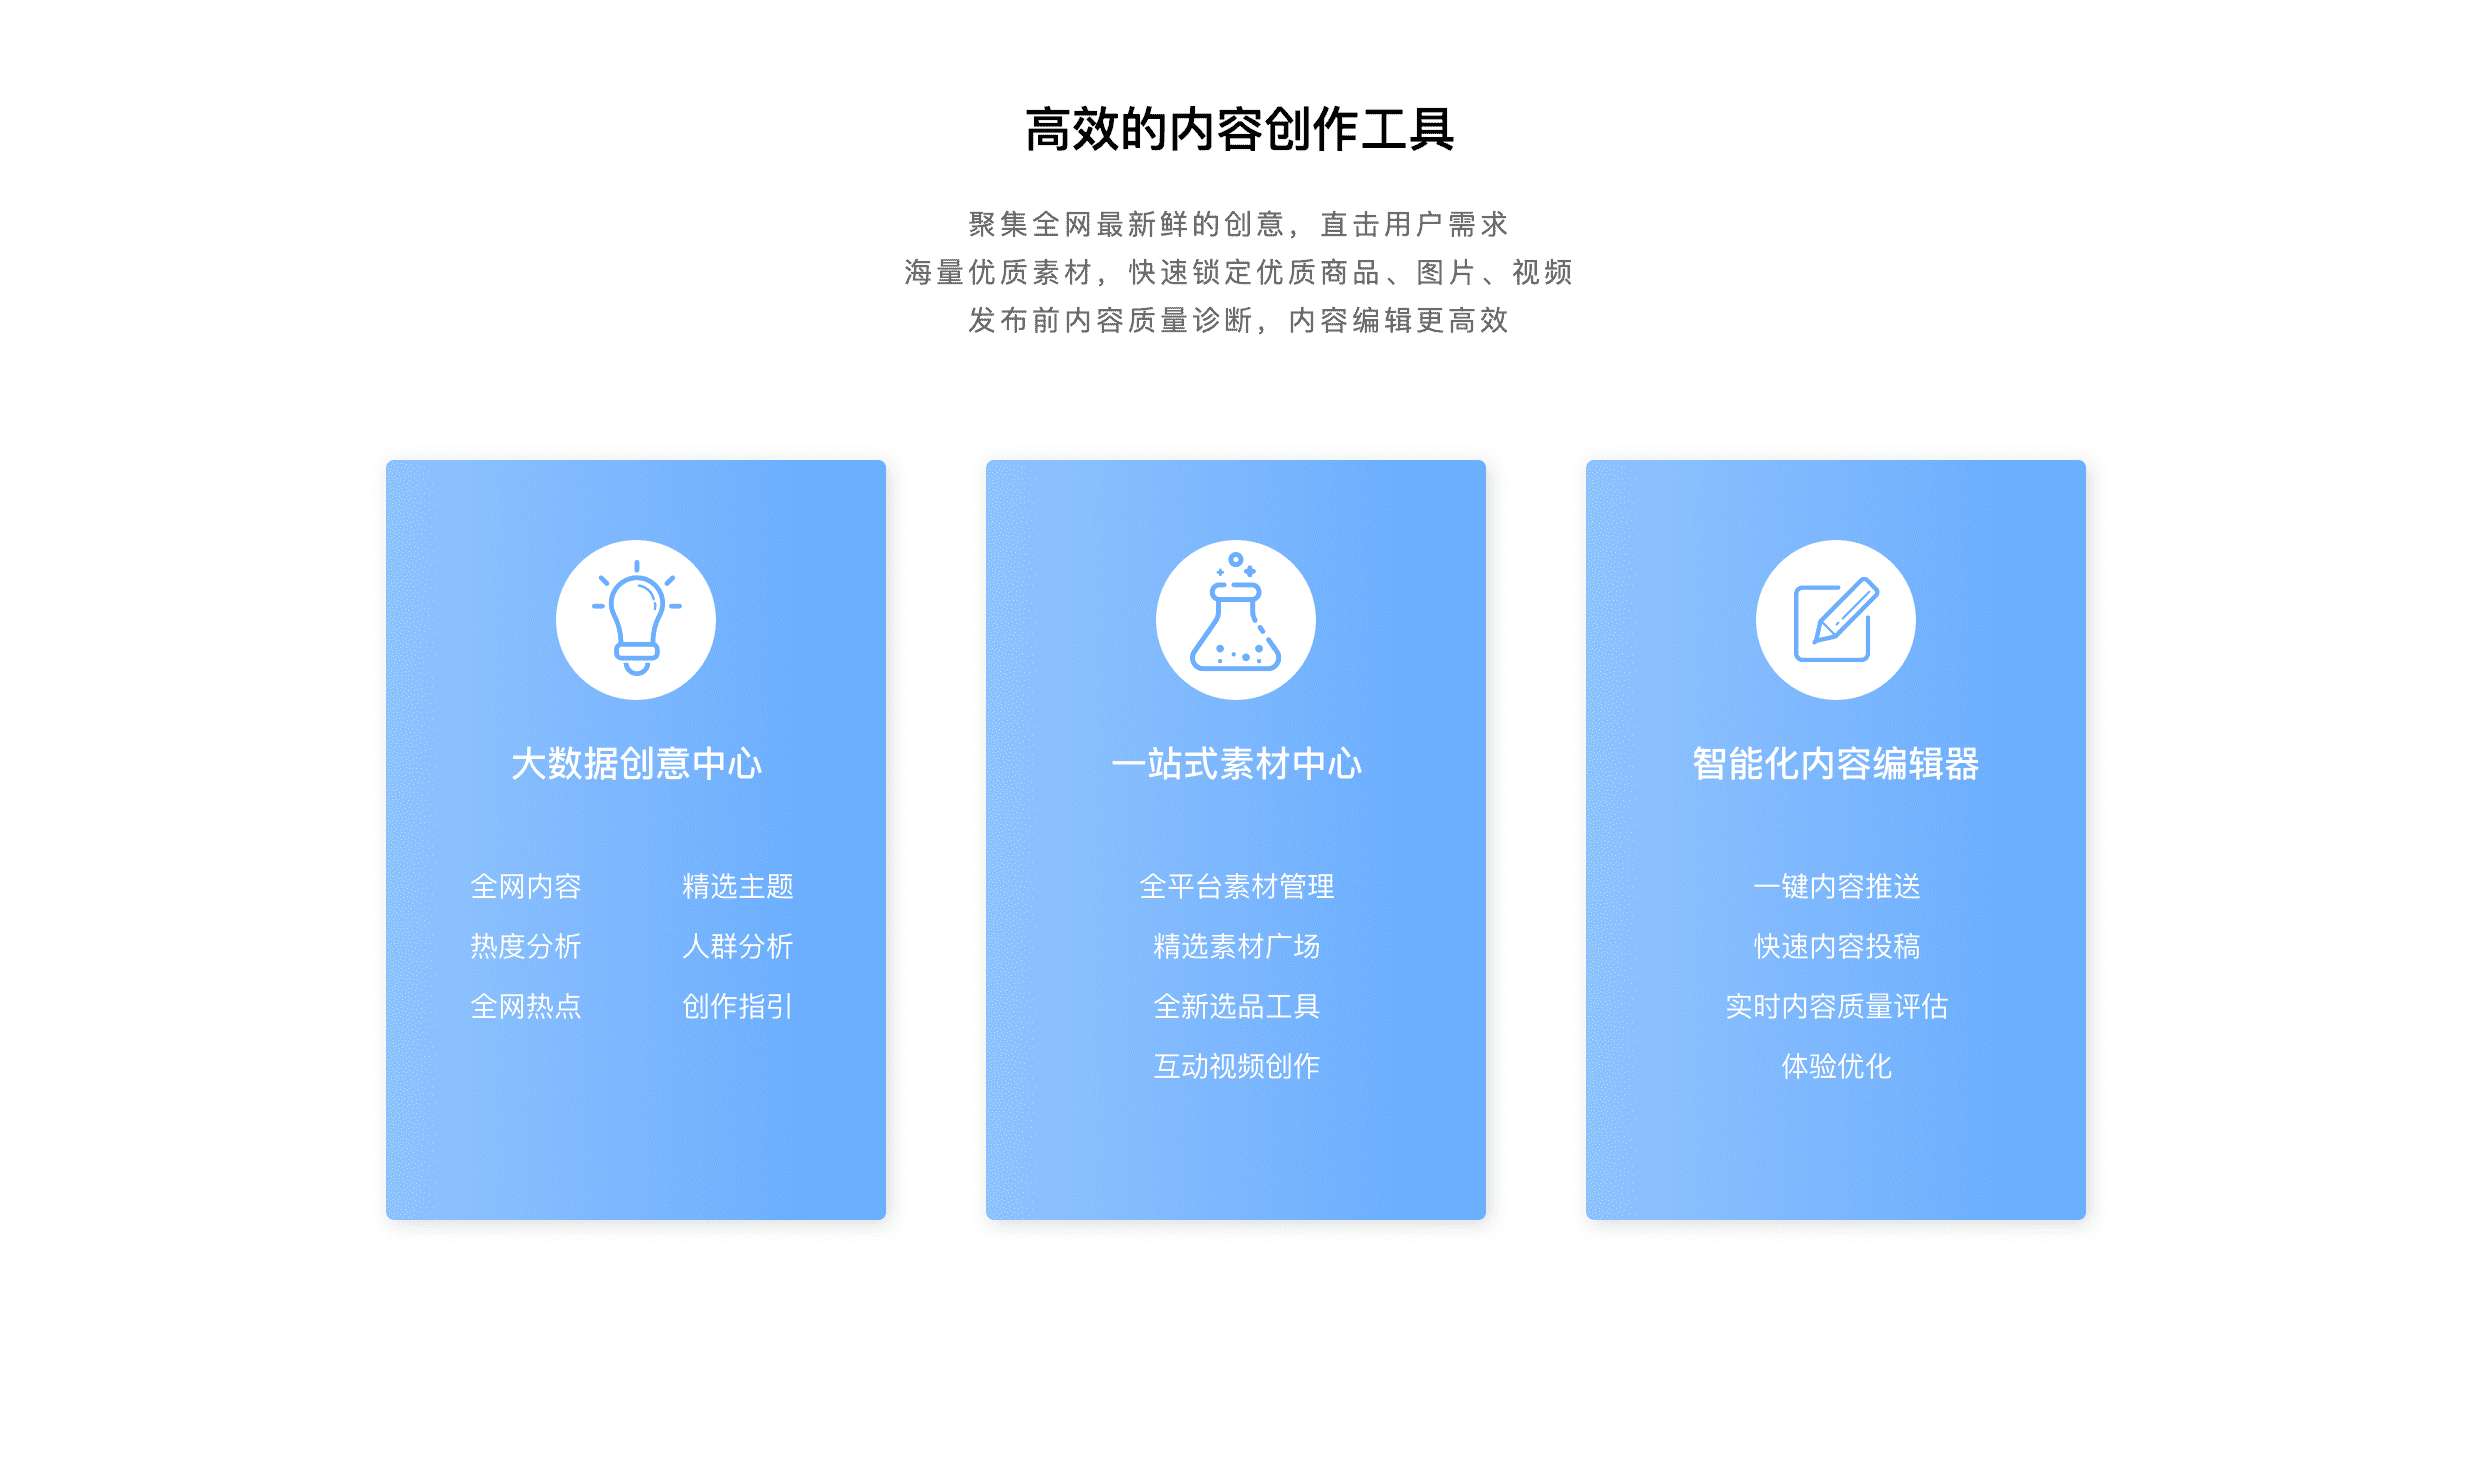 高效的内容创作工具
聚集全网最新鲜的创意，直击用户需求
海量优质素材，快速锁定优质商品、图片、视频
发布前内容质量诊断，内容编辑更高效
大数据创意中心
全网内容 精选主题
热度分析 人群分析
全网热点 创作指引
一站式素材中心
全平台素材管理
精选素材广场
全新选品工具
互动视频创作
智能化内容编辑器
一键内容推送
快速内容投稿
实时内容质量评估
体验优化